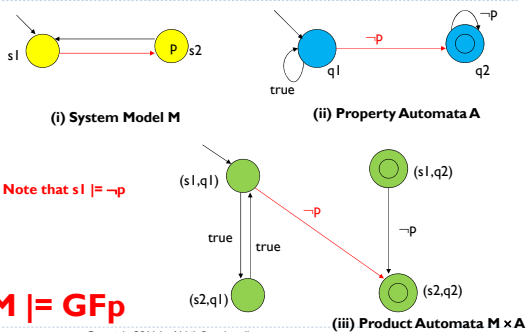 ¬p
¬p
s1
P
s2
q1
q2
true
(i) System Model M
(ii) Property Automata A
(s1,q1)
(s1,q2)
Note that s1 |= ¬p
¬p
¬p
true
true
(s2,q1)
(s2,q2)
M |= GFp
(iii) Product Automata M × A